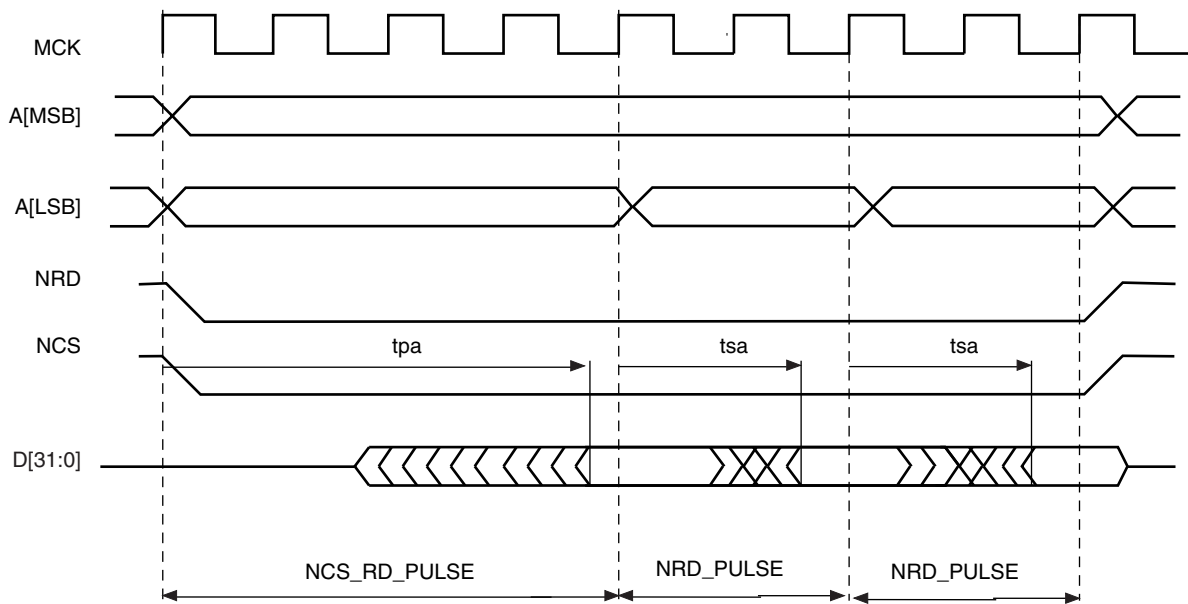 MCK
A[MSB]
A[LSB]
NRD
NCS
tpa
tsa
tsa
D[31:0]
NCS_RD_PULSE
NRD_PULSE
NRD_PULSE